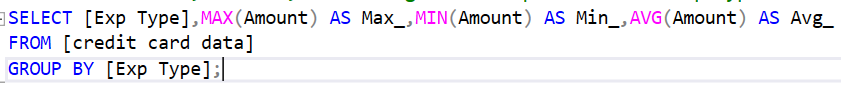 SELECT [Exp Type],MAX(Amount) AS Max_,MIN(Amount) AS Min_,AVG(Amount) AS Avg_
FROM [credit card data]
GROUP BY [Exp Type];